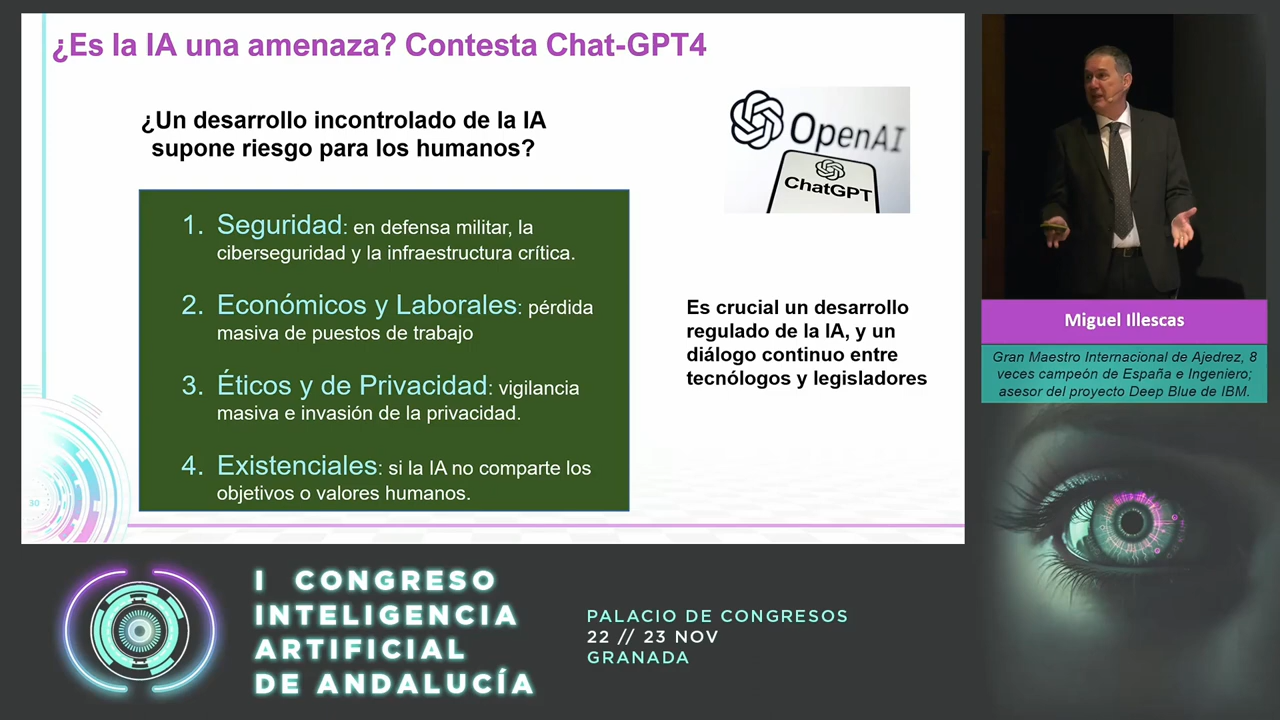 ¿Es la IA una amenaza? Contesta Chat-GPT4
¿Un desarrollo incontrolado de la IA
supone riesgo para los humanos?
1. Seguridad: en defensa militar, la
ciberseguridad y la infraestructura crítica.
2. Económicos y Laborales: pérdida
masiva de puestos de trabajo
3. Éticos y de Privacidad: vigilancia
masiva e invasión de la privacidad.
4. Existenciales: si la IA no comparte los
objetivos o valores humanos.
30
OpenAI
ChatGPT
Es crucial un desarrollo
regulado de la IA, y un
diálogo continuo entre
tecnólogos y legisladores
Miguel Illescas
Gran Maestro Internacional de Ajedrez, 8
veces campeón de España e Ingeniero;
asesor del proyecto Deep Blue de IBM.
I CONGRESO
INTELIGENCIA
ARTIFICIAL
DE ANDALUCÍA
PALACIO DE CONGRESOS
22 // 23 NOV
GRANADA